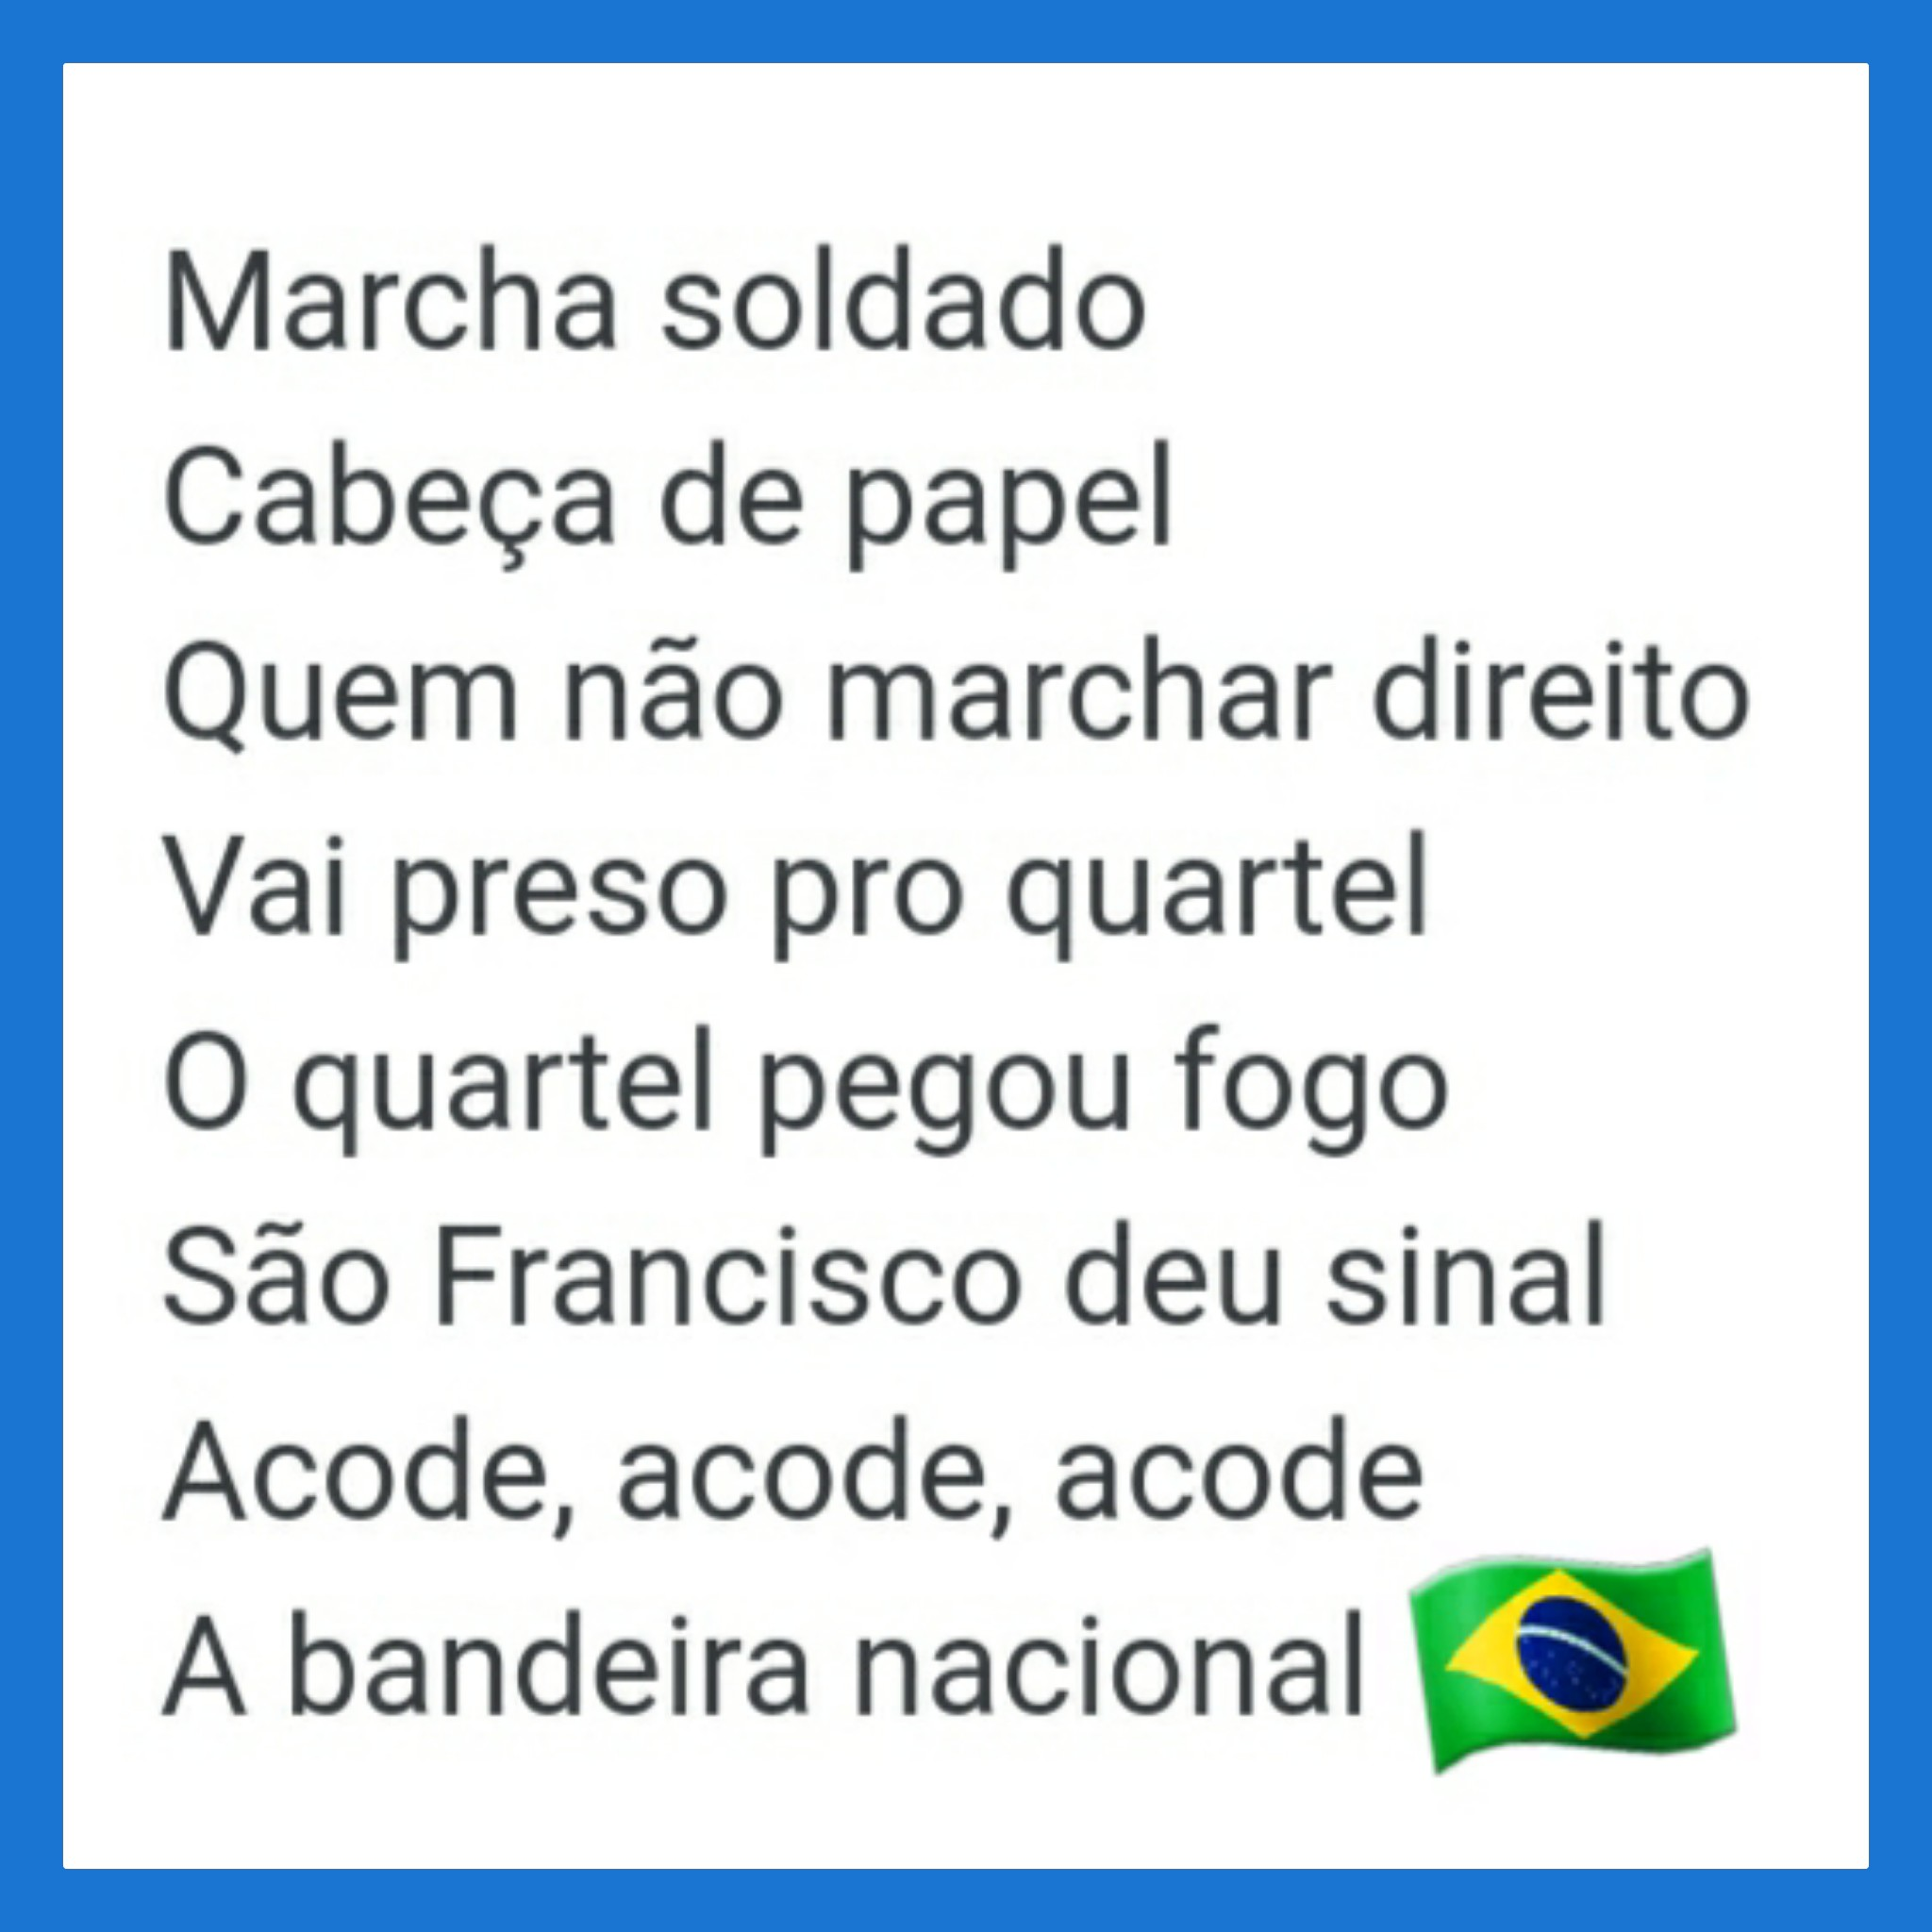 Marcha soldado
Cabeça de papel
Quem não marchar direito
Vai preso pro quartel
O quartel pegou fogo
São Francisco deu sinal
Acode, acode, acode
A bandeira nacional 🇧🇷